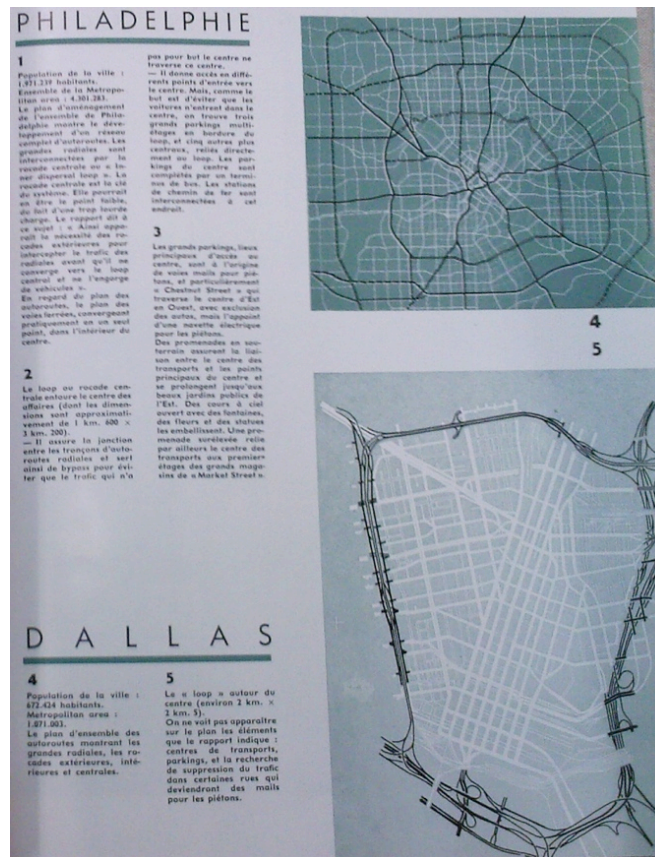 PHILADELPHIE
1
Population de la ville :
1.971.239 habitants.
Ensemble de la Metropo-
litan area : 4.301.283.
Le plan d'aménagement
de l'ensemble de Phila-
delphie montre le déve-
loppement d'un réseau
complet d'autoroutes. Les
grandes radiales sont
interconnectées par la
rocade centrale ou « In-
ner dispersal loop ». La
rocade centrale est la clé
du système. Elle pourrait
en être le point faible,
du fait d'une trop lourde
charge. Le rapport dit à
ce sujet : « Ainsi appa-
raît la nécessité des ro-
cades extérieures pour
intercepter le trafic des
radiales avant qu'il ne
converge vers le loop
central et ne l'engorge
de véhicules ».
En regard du plan des
autoroutes, le plan des
voies ferrées, convergeant
pratiquement en un seul
point, dans l'intérieur du
centre.
2
Le loop ou rocade cen-
trale entoure le centre des
affaires (dont les dimen-
sions sont approximati-
vement de 1 km. 600 ×
3 km. 200).
— Il assure la jonction
entre les tronçons d'auto-
routes radiales et sert
ainsi de bypass pour évi-
ter que le trafic qui n'a
pas pour but le centre ne
traverse ce centre.
— Il donne accès en diffé-
rents points d'entrée vers
le centre. Mais, comme le
but est d'éviter que les
voitures n'entrent dans le
centre, on trouve trois
grands parkings multi-
étages en bordure du
loop, et cinq autres plus
centraux, reliés directe-
ment au loop. Les par-
kings du centre sont
complétés par un termi-
nus de bus. Les stations
de chemin de fer sont
interconnectées à cet
endroit.
3
Les grands parkings, lieux
principaux d'accès au
centre, sont à l'origine
de voies mails pour pié-
tons, et particulièrement
« Chestnut Street » qui
traverse le centre d'Est
en Ouest, avec exclusion
des autos, mais l'appoint
d'une navette électrique
pour les piétons.
Des promenades en sou-
terrain assurent la liai-
son entre le centre des
transports et les points
principaux du centre et
se prolongent jusqu'aux
beaux jardins publics de
l'Est. Des cours à ciel
ouvert avec des fontaines,
des fleurs et des statues
les embellissent. Une pro-
menade surélevée relie
par ailleurs le centre des
transports aux premiers
étages des grands maga-
sins de « Market Street ».
4
5
DALLAS
4
Population de la ville :
672.424 habitants.
Metropolitan area :
1.071.003.
Le plan d'ensemble des
autoroutes montrant les
grandes radiales, les ro-
cades extérieures, inté-
rieures et centrales.
5
Le « loop » autour du
centre (environ 2 km. ×
2 km. 5).
On ne voit pas apparaître
sur le plan les éléments
que le rapport indique :
centres de transports,
parkings, et la recherche
de suppression du trafic
dans certaines rues qui
deviendront des mails
pour les piétons.